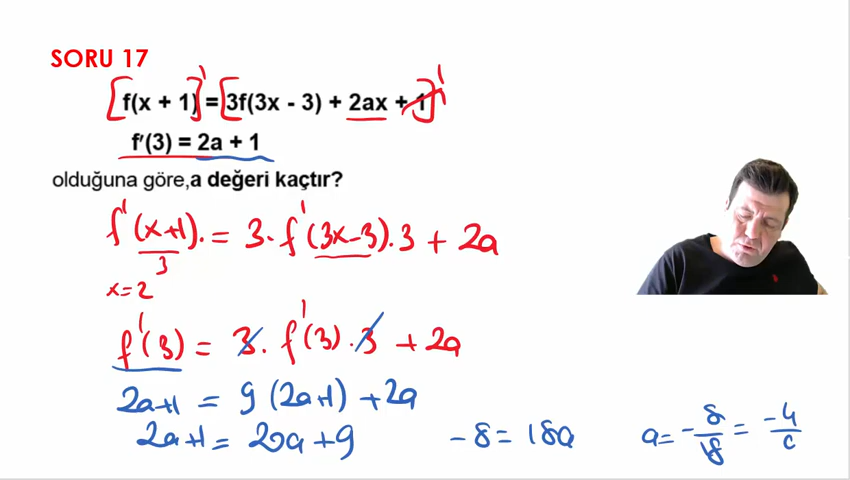 SORU 17
[f(x + 1)]' = [3f(3x - 3) + 2ax + 1]'
f'(3) = 2a + 1
olduğuna göre,a değeri kaçtır?
f'(x+1). = 3. f'(3x-3).3 + 2a
3
x=2
f'(3) = 3. f'(3).3 + 2a
2a+1 = 9(2a+1)+2a
2a+1 = 20a+9 -8=18a a=-8/18=-4/